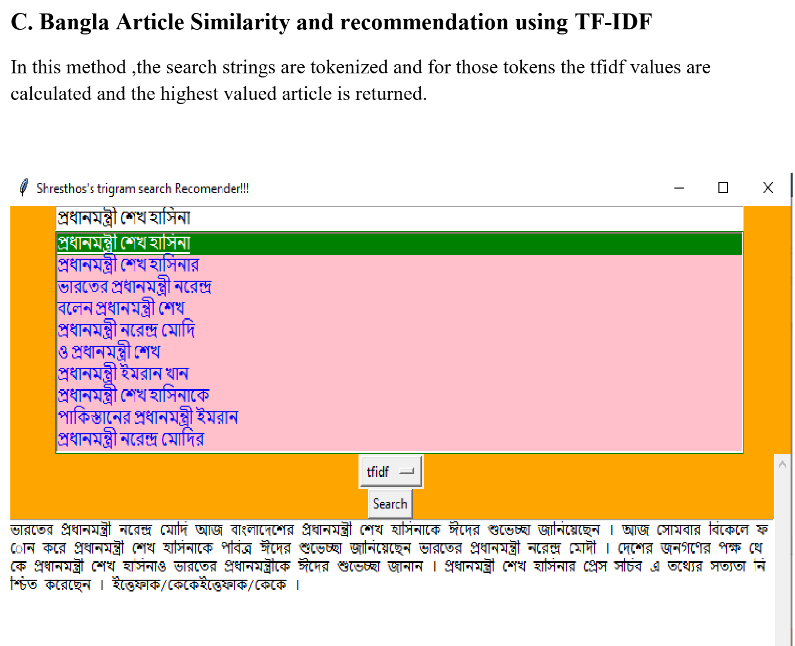 C. Bangla Article Similarity and recommendation using TF-IDF
In this method ,the search strings are tokenized and for those tokens the tfidf values are
calculated and the highest valued article is returned.
Shresthos's trigram search Recomender!!!
প্রধানমন্ত্রী শেখ হাসিনা
প্রধানমন্ত্রী শেখ হাসিনা
প্রধানমন্ত্রী শেখ হাসিনার
ভারতের প্রধানমন্ত্রী নরেন্দ্র
বলেন প্রধানমন্ত্রী শেখ
প্রধানমন্ত্রী নরেন্দ্র মোদি
ও প্রধানমন্ত্রী শেখ
প্রধানমন্ত্রী ইমরান খান
প্রধানমন্ত্রী শেখ হাসিনাকে
পাকিস্তানের প্রধানমন্ত্রী ইমরান
প্রধানমন্ত্রী নরেন্দ্র মোদির
tfidf
Search
ভারতের প্রধানমন্ত্রী নরেন্দ্র মোদি আজ বাংলাদেশের প্রধানমন্ত্রী শেখ হাসিনাকে ঈদের শুভেচ্ছা জানিয়েছেন । আজ সোমবার বিকেলে ফ
োন করে প্রধানমন্ত্রী শেখ হাসিনাকে পবিত্র ঈদের শুভেচ্ছা জানিয়েছেন ভারতের প্রধানমন্ত্রী নরেন্দ্র মোদী । দেশের জনগণের পক্ষ থে
কে প্রধানমন্ত্রী শেখ হাসিনাও ভারতের প্রধানমন্ত্রীকে ঈদের শুভেচ্ছা জানান । প্রধানমন্ত্রী শেখ হাসিনার প্রেস সচিব এ তথ্যের সত্যতা নি
শ্চিত করেছেন । ইত্তেফাক/কেকেইত্তেফাক/কেকে ।